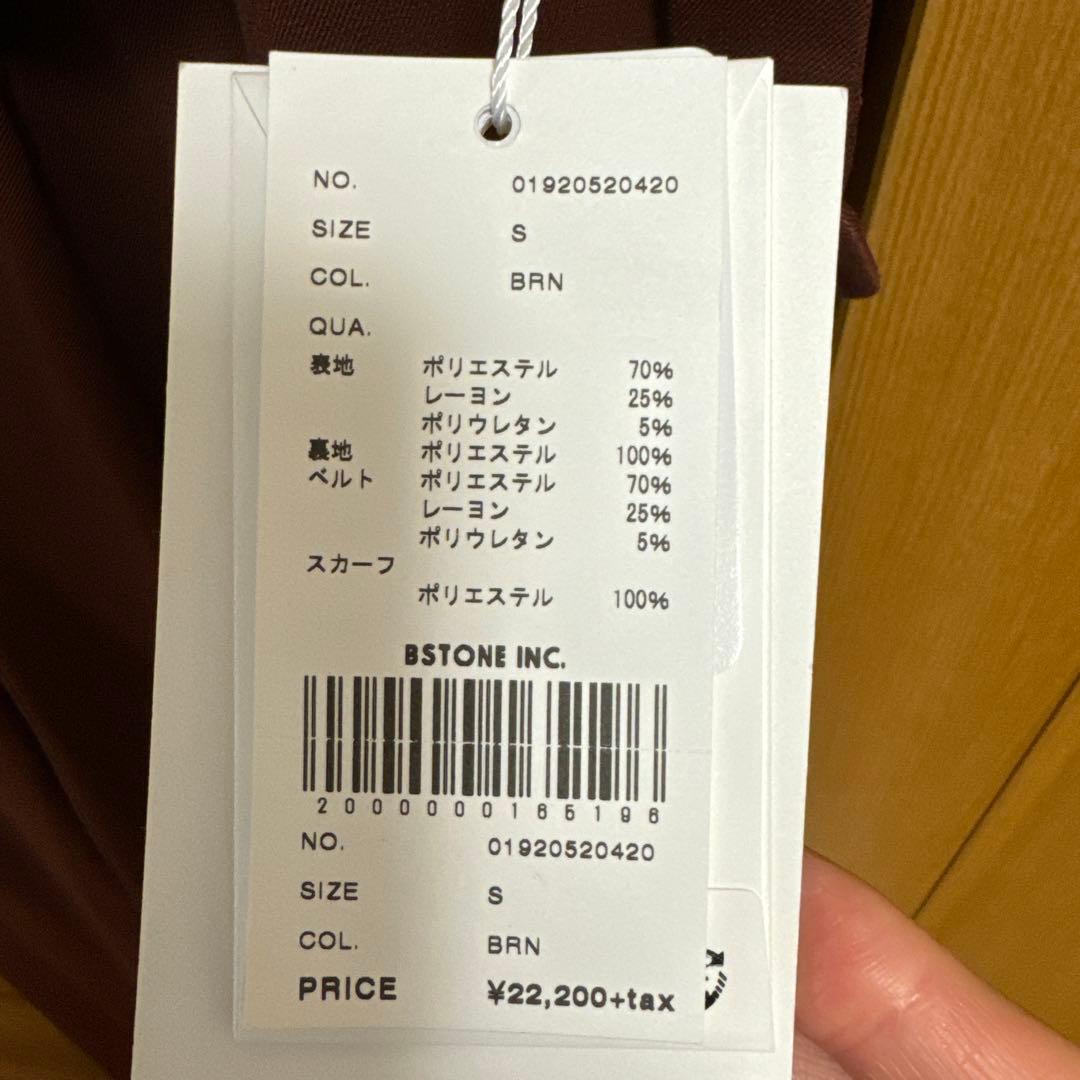 NO. 01920520420
SIZE S
COL. BRN
QUA.
表地 ポリエステル 70%
レーヨン 25%
ポリウレタン 5%
裏地 ポリエステル 100%
ベルト ポリエステル 70%
レーヨン 25%
ポリウレタン 5%
スカーフ
ポリエステル 100%
BSTONE INC.
2000000165196
NO. 01920520420
SIZE S
COL. BRN
PRICE ¥22,200+tax